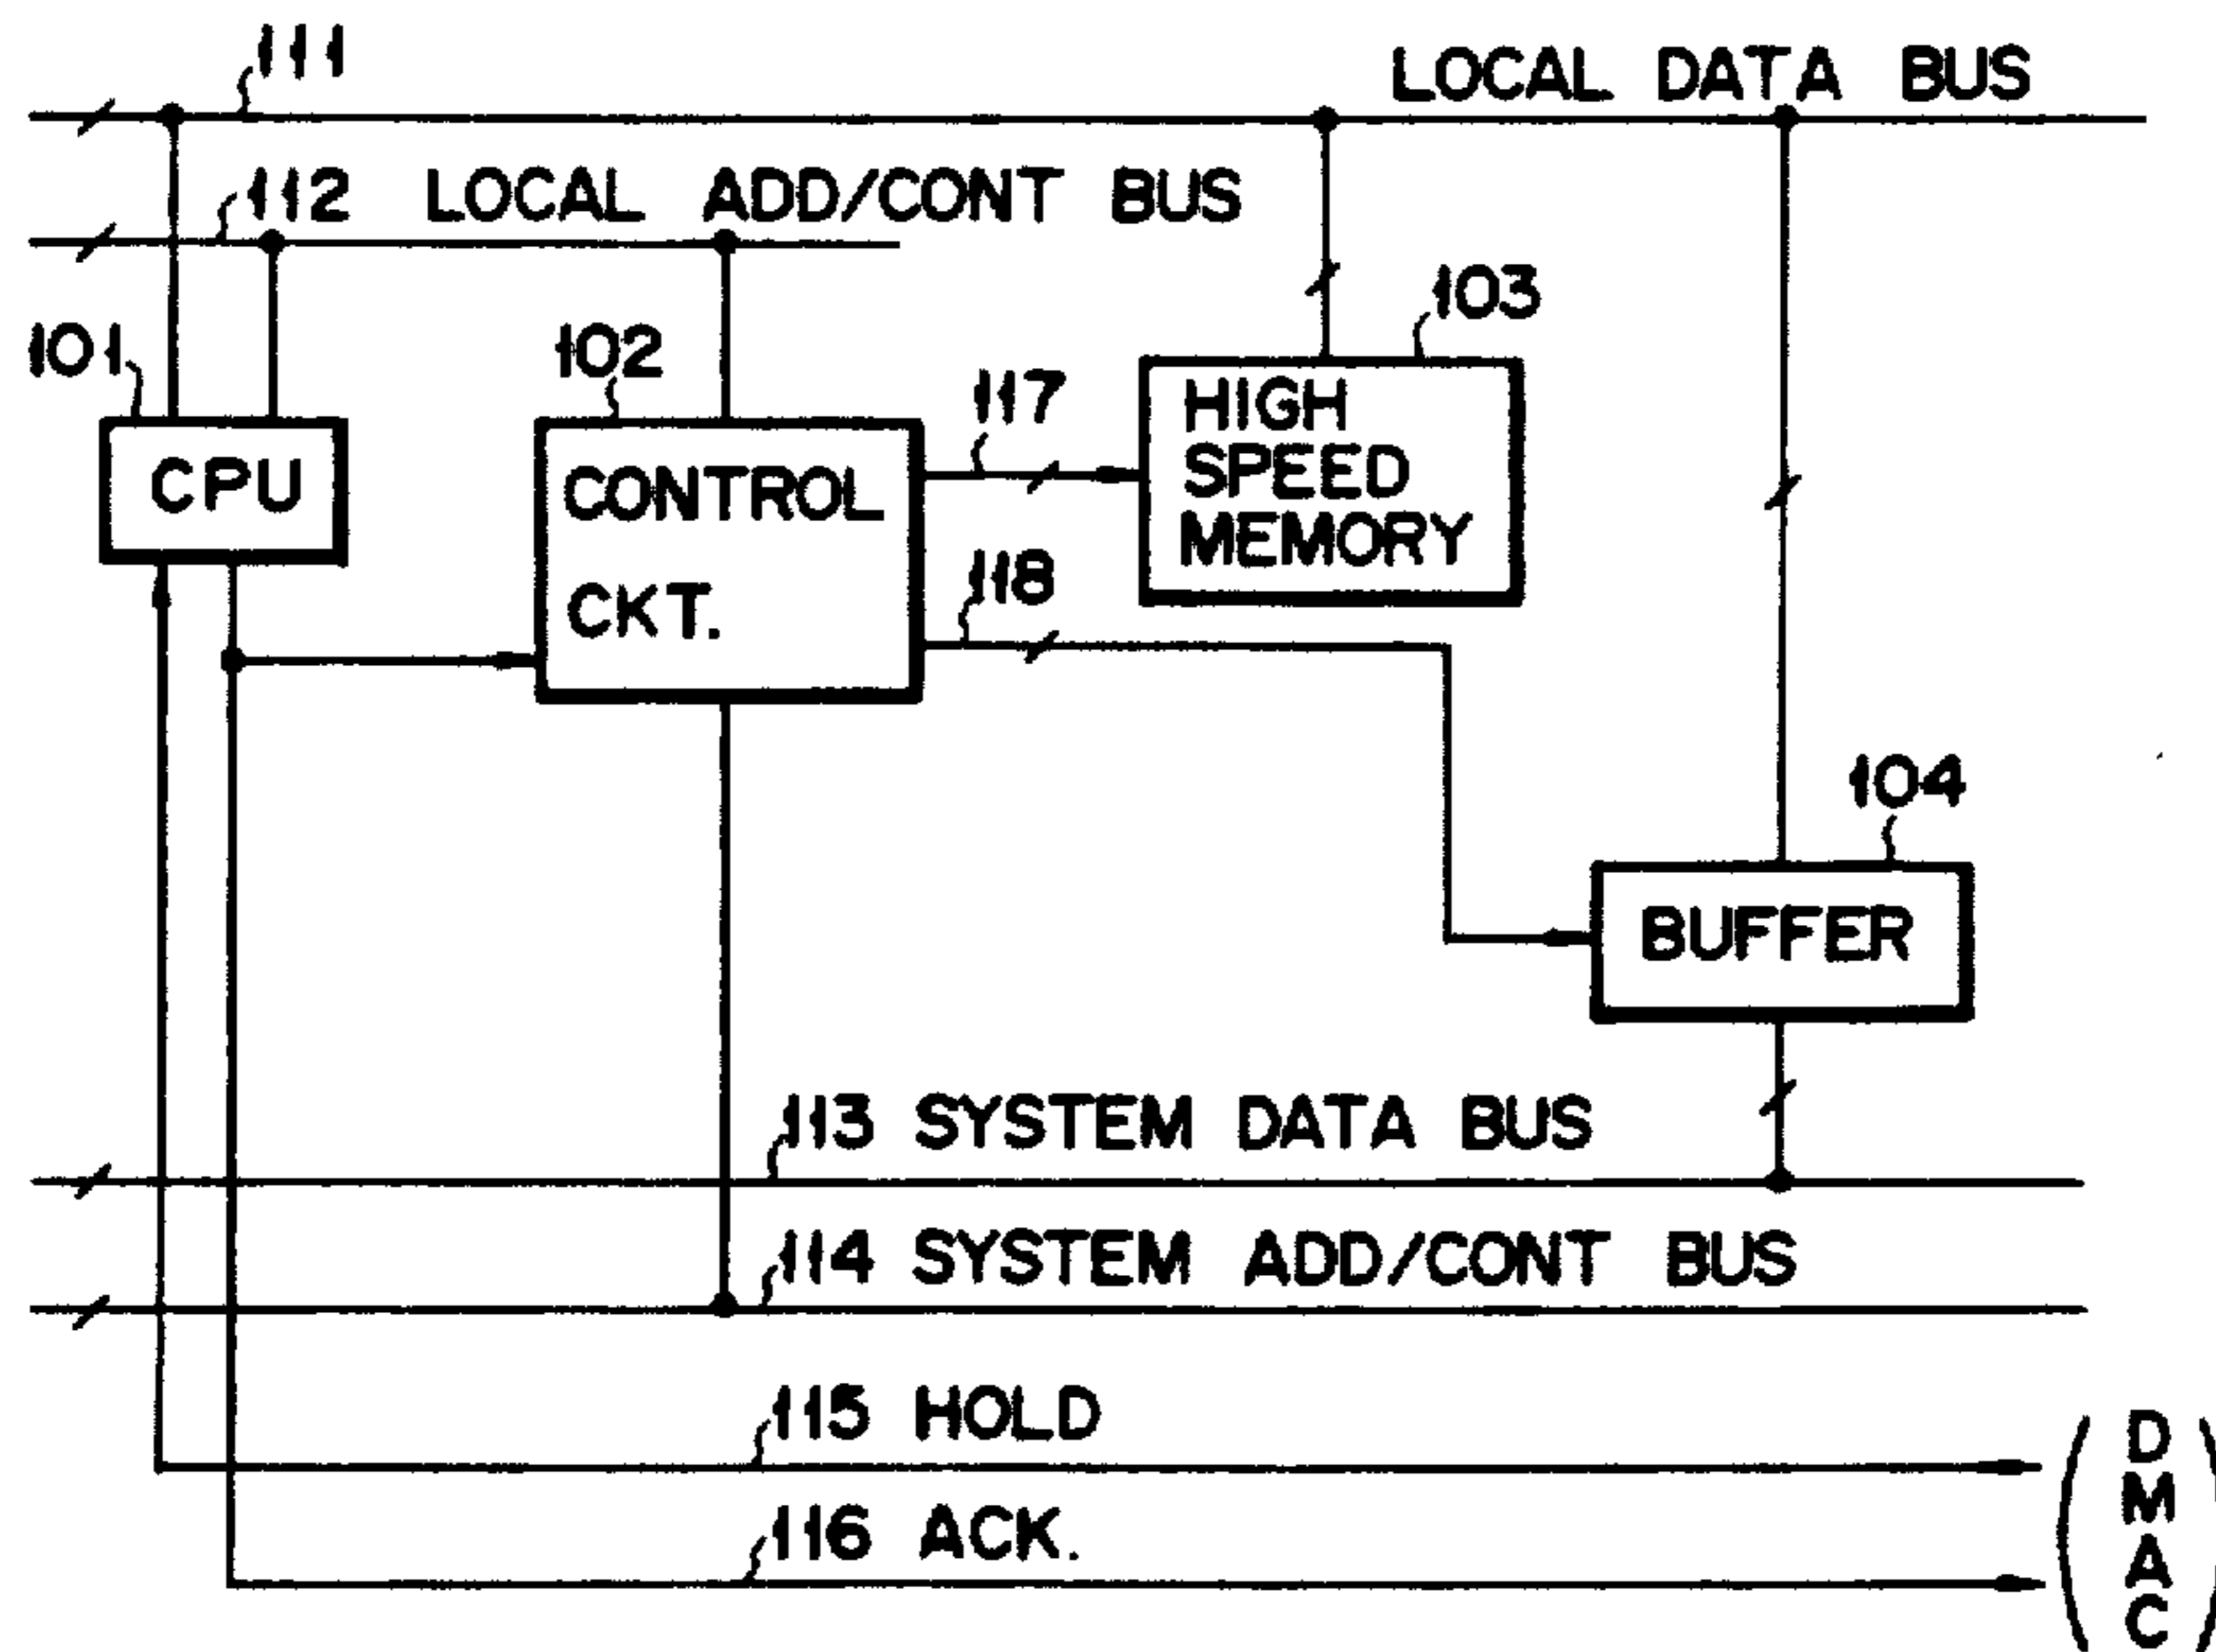 111
LOCAL DATA BUS
112 LOCAL ADD/CONT BUS
103
101
102
117
HIGH
SPEED
MEMORY
CPU
CONTROL
CKT.
118
104
BUFFER
113 SYSTEM DATA BUS
114 SYSTEM ADD/CONT BUS
115 HOLD
116 ACK.
(DMAC)